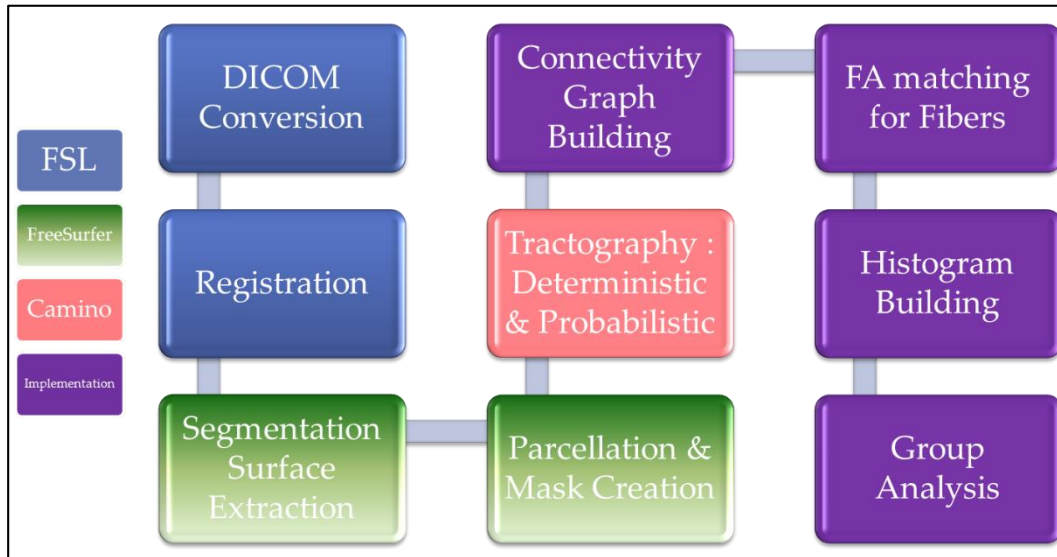 FSL
FreeSurfer
Camino
Implementation
DICOM
Conversion
Registration
Segmentation
Surface
Extraction
Parcellation &
Mask Creation
Tractography :
Deterministic
& Probabilistic
Connectivity
Graph
Building
FA matching
for Fibers
Histogram
Building
Group
Analysis